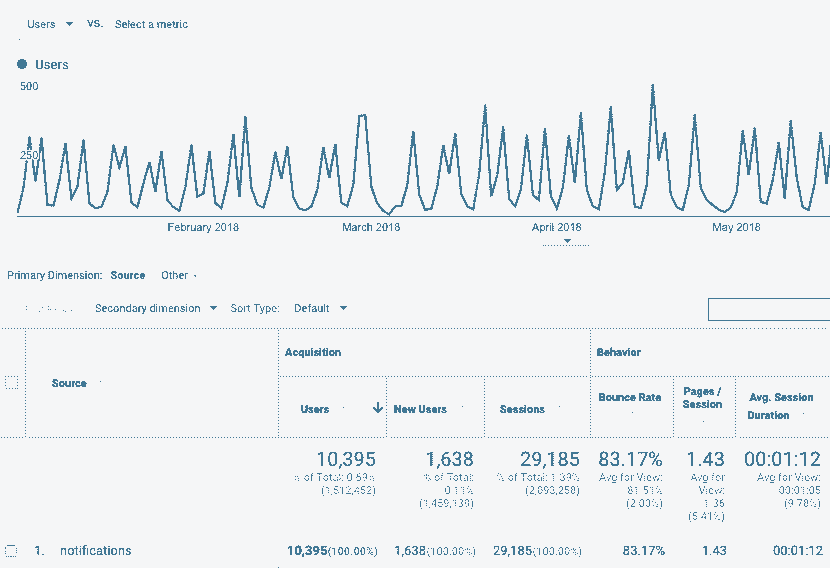 Users VS. Select a metric
Users
500
250
February 2018 March 2018 April 2018 May 2018
Primary Dimension: Source Other
Secondary dimension Sort Type: Default
Acquisition Behavior
Source
Users New Users Sessions Bounce Rate Pages / Session Avg. Session Duration
10,395 1,638 29,185 83.17% 1.43 00:01:12
% of Total: 0.69% (1,512,452)
% of Total: 0.11% (1,459,139)
% of Total: 1.39% (2,093,258)
Avg for View: 81.51% (2.03%)
Avg for View: 1.36 (5.41%)
Avg for View: 00:01:05 (9.78%)
1. notifications 10,395(100.00%) 1,638(100.00%) 29,185(100.00%) 83.17% 1.43 00:01:12